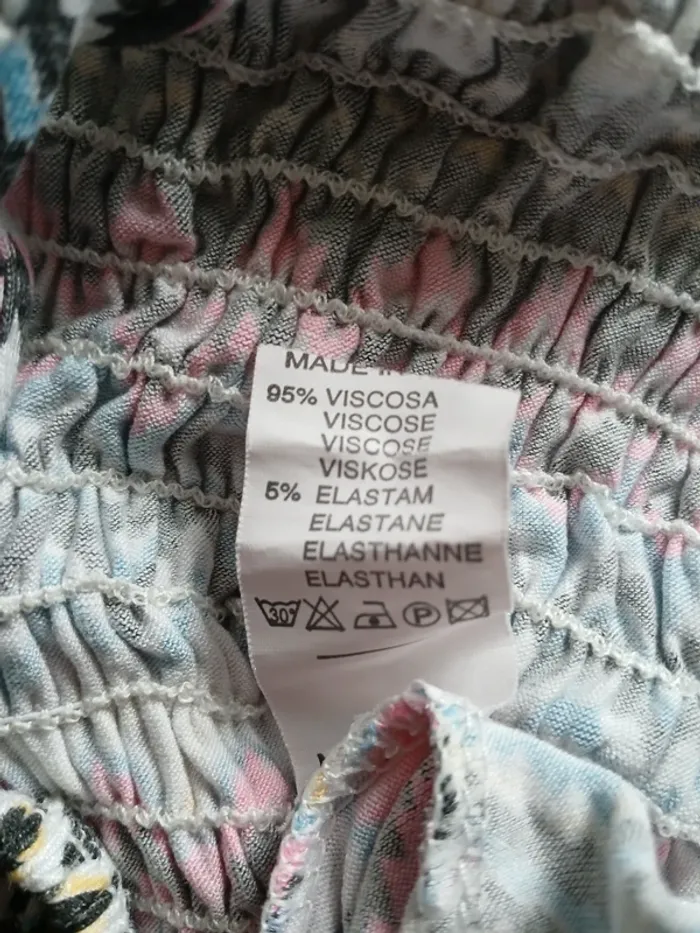 MADE
95% VISCOSA
VISCOSE
VISCOSE
VISKOSE
5% ELASTAM
ELASTANE
ELASTHANNE
ELASTHAN
30° P